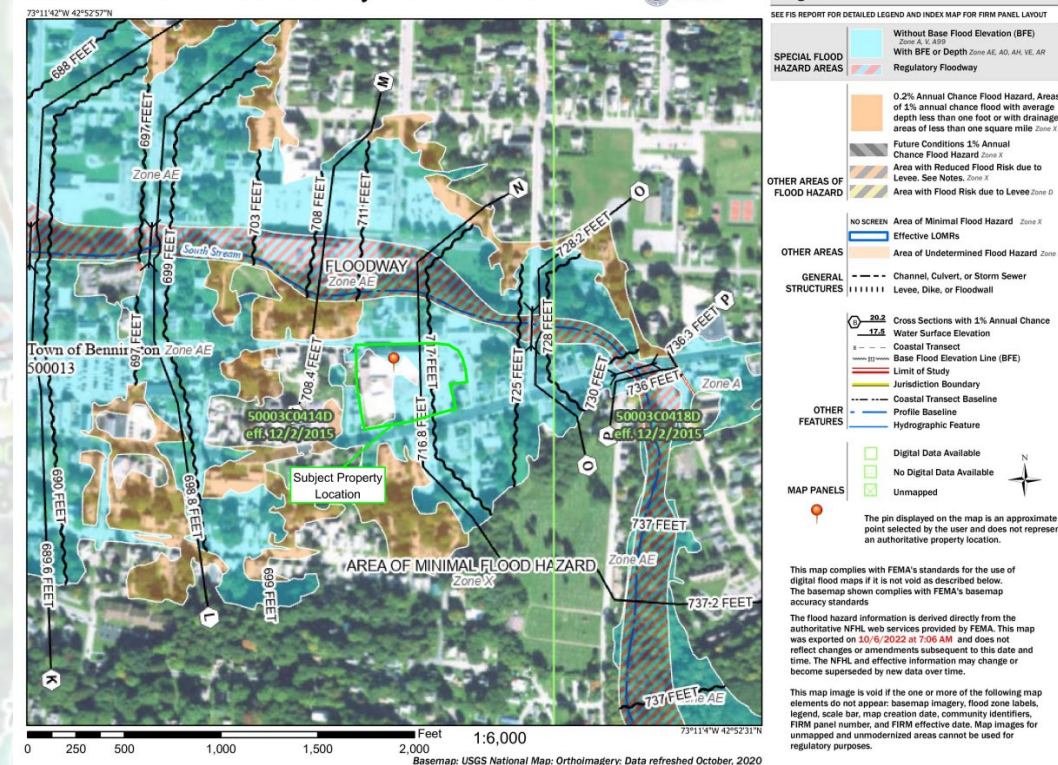 73°11'42"W 42°52'57"N
688 FEET
697 FEET
M
Zone AE
N
O
703 FEET
708 FEET
711 FEET
728.2 FEET
699 FEET
South Stream
FLOODWAY
Zone AE
P
736.3 FEET
Town of Bennington
500013
Zone AE
697 FEET
708.4 FEET
717 FEET
725 FEET
728 FEET
730 FEET
736 FEET
Zone A
50003C0414D
eff. 12/2/2015
50003C0418D
eff. 12/2/2015
716.8 FEET
O
P
Subject Property
Location
690 FEET
698.8 FEET
737 FEET
689.6 FEET
699 FEET
AREA OF MINIMAL FLOOD HAZARD
Zone X
Zone AE
737.2 FEET
L
K
737 FEET
Zone AE
0 250 500 1,000 1,500 2,000 Feet 1:6,000
73°11'4"W 42°52'31"N
Basemap: USGS National Map: Orthoimagery: Data refreshed October, 2020
SEE FIS REPORT FOR DETAILED LEGEND AND INDEX MAP FOR FIRM PANEL LAYOUT
SPECIAL FLOOD
HAZARD AREAS
Without Base Flood Elevation (BFE)
Zone A, V, A99
With BFE or Depth Zone AE, AO, AH, VE, AR
Regulatory Floodway
0.2% Annual Chance Flood Hazard, Areas
of 1% annual chance flood with average
depth less than one foot or with drainage
areas of less than one square mile Zone X
Future Conditions 1% Annual
Chance Flood Hazard Zone X
Area with Reduced Flood Risk due to
Levee. See Notes. Zone X
Area with Flood Risk due to Levee Zone D
OTHER AREAS OF
FLOOD HAZARD
NO SCREEN Area of Minimal Flood Hazard Zone X
Effective LOMRs
Area of Undetermined Flood Hazard Zone
OTHER AREAS
GENERAL
STRUCTURES
Channel, Culvert, or Storm Sewer
Levee, Dike, or Floodwall
B 20.2 Cross Sections with 1% Annual Chance
17.5 Water Surface Elevation
8 Coastal Transect
513 Base Flood Elevation Line (BFE)
Limit of Study
Jurisdiction Boundary
Coastal Transect Baseline
Profile Baseline
Hydrographic Feature
OTHER
FEATURES
Digital Data Available
No Digital Data Available
Unmapped
MAP PANELS
N
The pin displayed on the map is an approximate
point selected by the user and does not represen
an authoritative property location.
This map complies with FEMA's standards for the use of
digital flood maps if it is not void as described below.
The basemap shown complies with FEMA's basemap
accuracy standards
The flood hazard information is derived directly from the
authoritative NFHL web services provided by FEMA. This map
was exported on 10/6/2022 at 7:06 AM and does not
reflect changes or amendments subsequent to this date and
time. The NFHL and effective information may change or
become superseded by new data over time.
This map image is void if the one or more of the following map
elements do not appear: basemap imagery, flood zone labels,
legend, scale bar, map creation date, community identifiers,
FIRM panel number, and FIRM effective date. Map images for
unmapped and unmodernized areas cannot be used for
regulatory purposes.